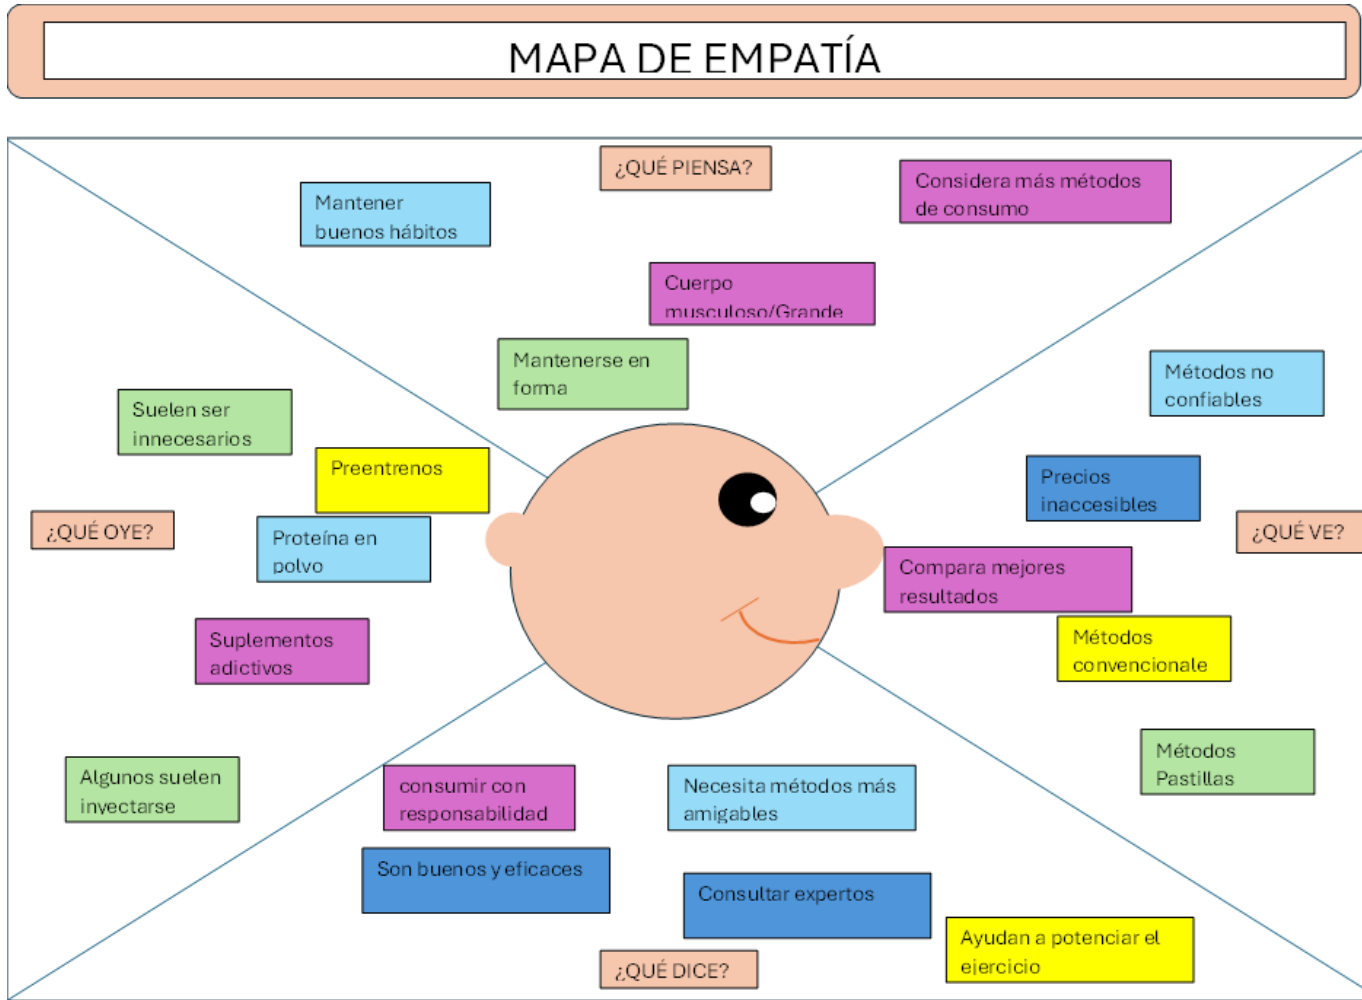 MAPA DE EMPATÍA
¿QUÉ PIENSA?
Considera más métodos
de consumo
Mantener
buenos hábitos
Cuerpo
musculoso/Grande
Mantenerse en
forma
Suelen ser
innecesarios
Preentrenos
¿QUÉ OYE?
Proteína en
polvo
Suplementos
adictivos
Algunos suelen
inyectarse
Métodos no
confiables
Precios
inaccesibles
¿QUÉ VE?
Compara mejores
resultados
Métodos
convencionale
Métodos
Pastillas
consumir con
responsabilidad
Necesita métodos más
amigables
Son buenos y eficaces
Consultar expertos
Ayudan a potenciar el
ejercicio
¿QUÉ DICE?